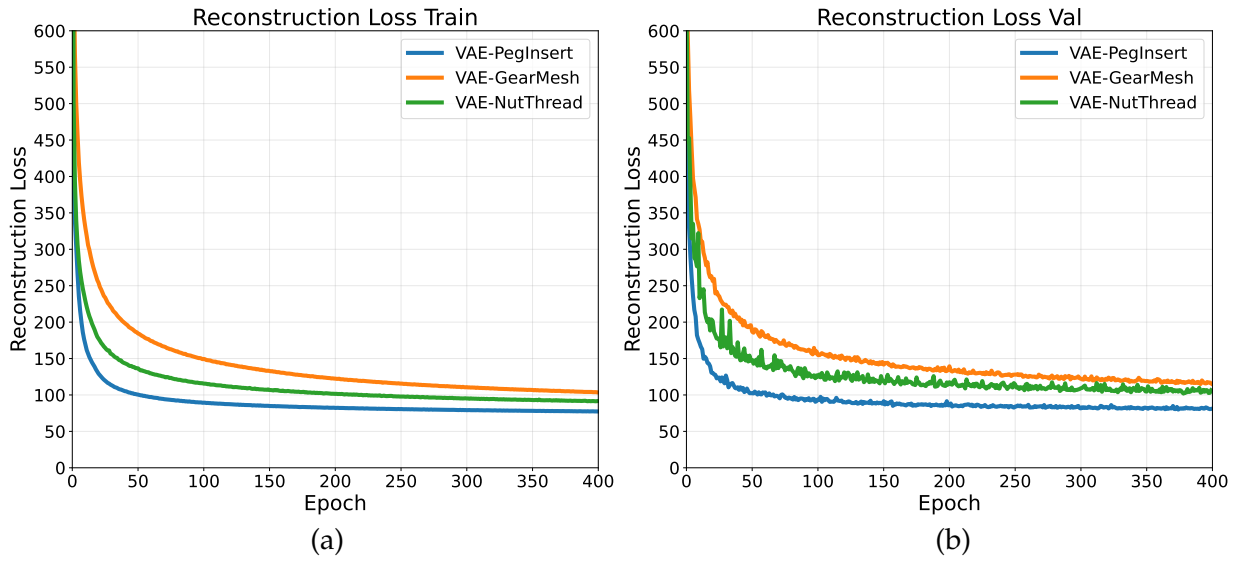 Reconstruction Loss Train
600
550
500
450
400
350
300
250
200
150
100
50
0
Reconstruction Loss
VAE-PegInsert
VAE-GearMesh
VAE-NutThread
0 50 100 150 200 250 300 350 400
Epoch
(a)
Reconstruction Loss Val
600
550
500
450
400
350
300
250
200
150
100
50
0
Reconstruction Loss
VAE-PegInsert
VAE-GearMesh
VAE-NutThread
0 50 100 150 200 250 300 350 400
Epoch
(b)